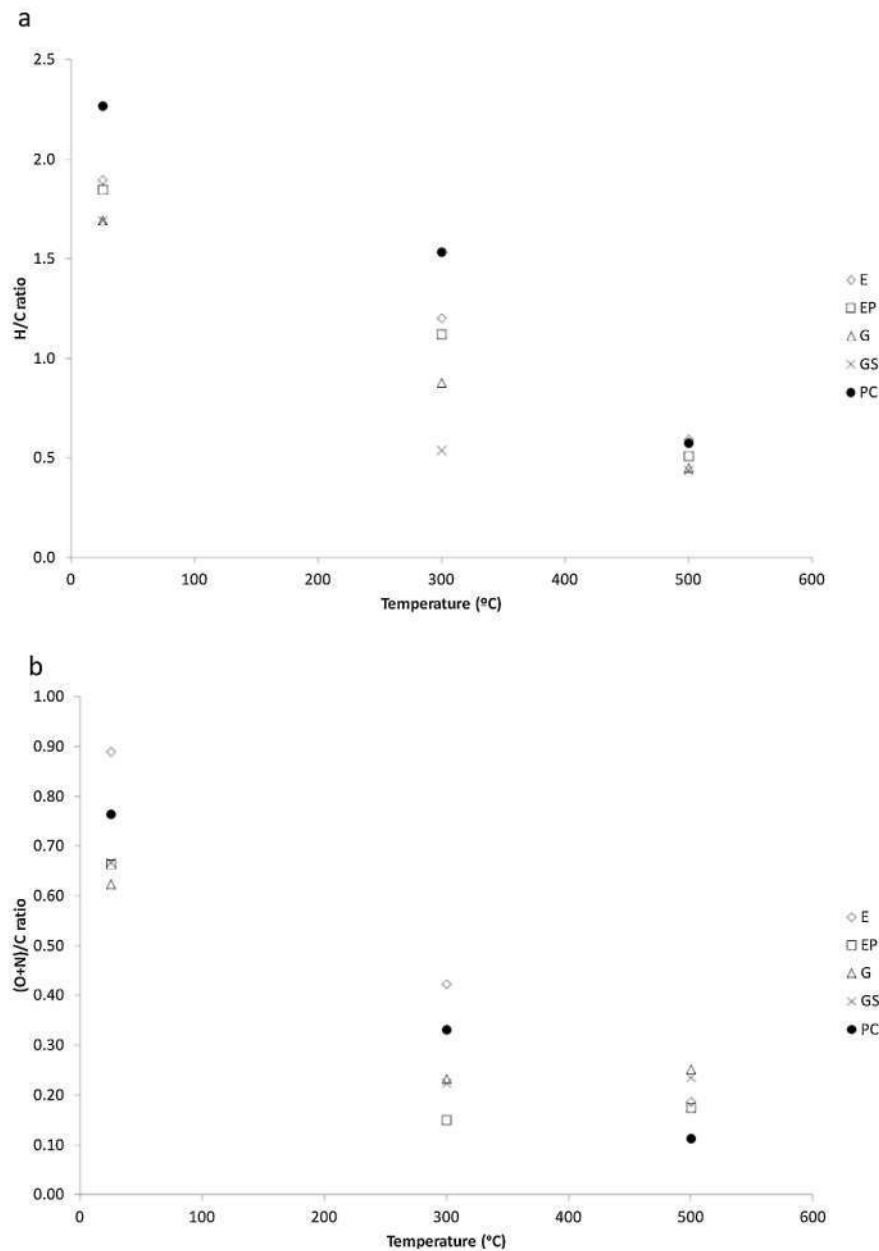 a
2.5
2.0
1.5
1.0
0.5
0.0
H/C ratio
0 100 200 300 400 500 600
Temperature (ºC)
E
EP
G
GS
PC
b
1.00
0.90
0.80
0.70
0.60
0.50
0.40
0.30
0.20
0.10
0.00
(O+N)/C ratio
0 100 200 300 400 500 600
Temperature (°C)
E
EP
G
GS
PC